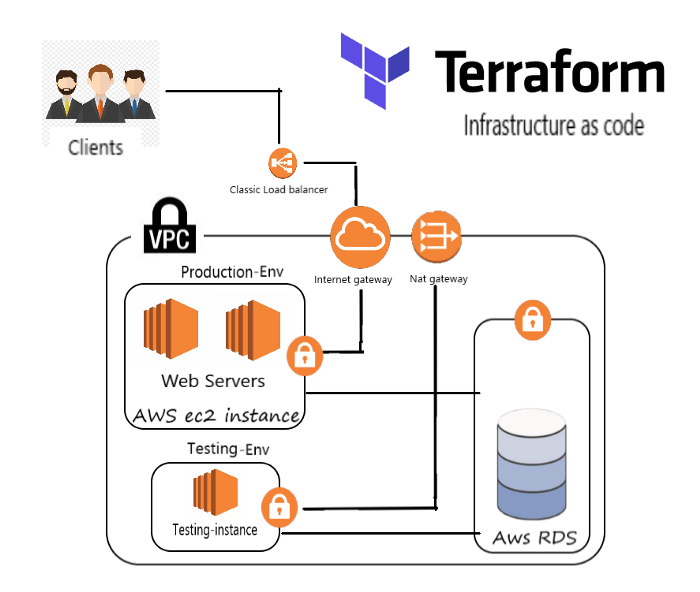 Terraform
Infrastructure as code
Clients
Classic Load balancer
VPC
Production-Env
Internet gateway
Nat gateway
Web Servers
AWS ec2 instance
Testing-Env
Testing-instance
Aws RDS